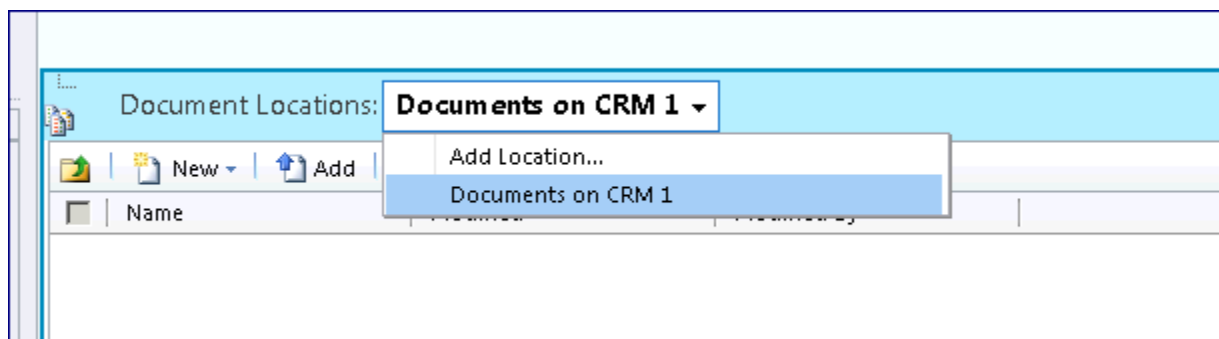 Document Locations: Documents on CRM 1
Add Location...
New Add
Documents on CRM 1
Name